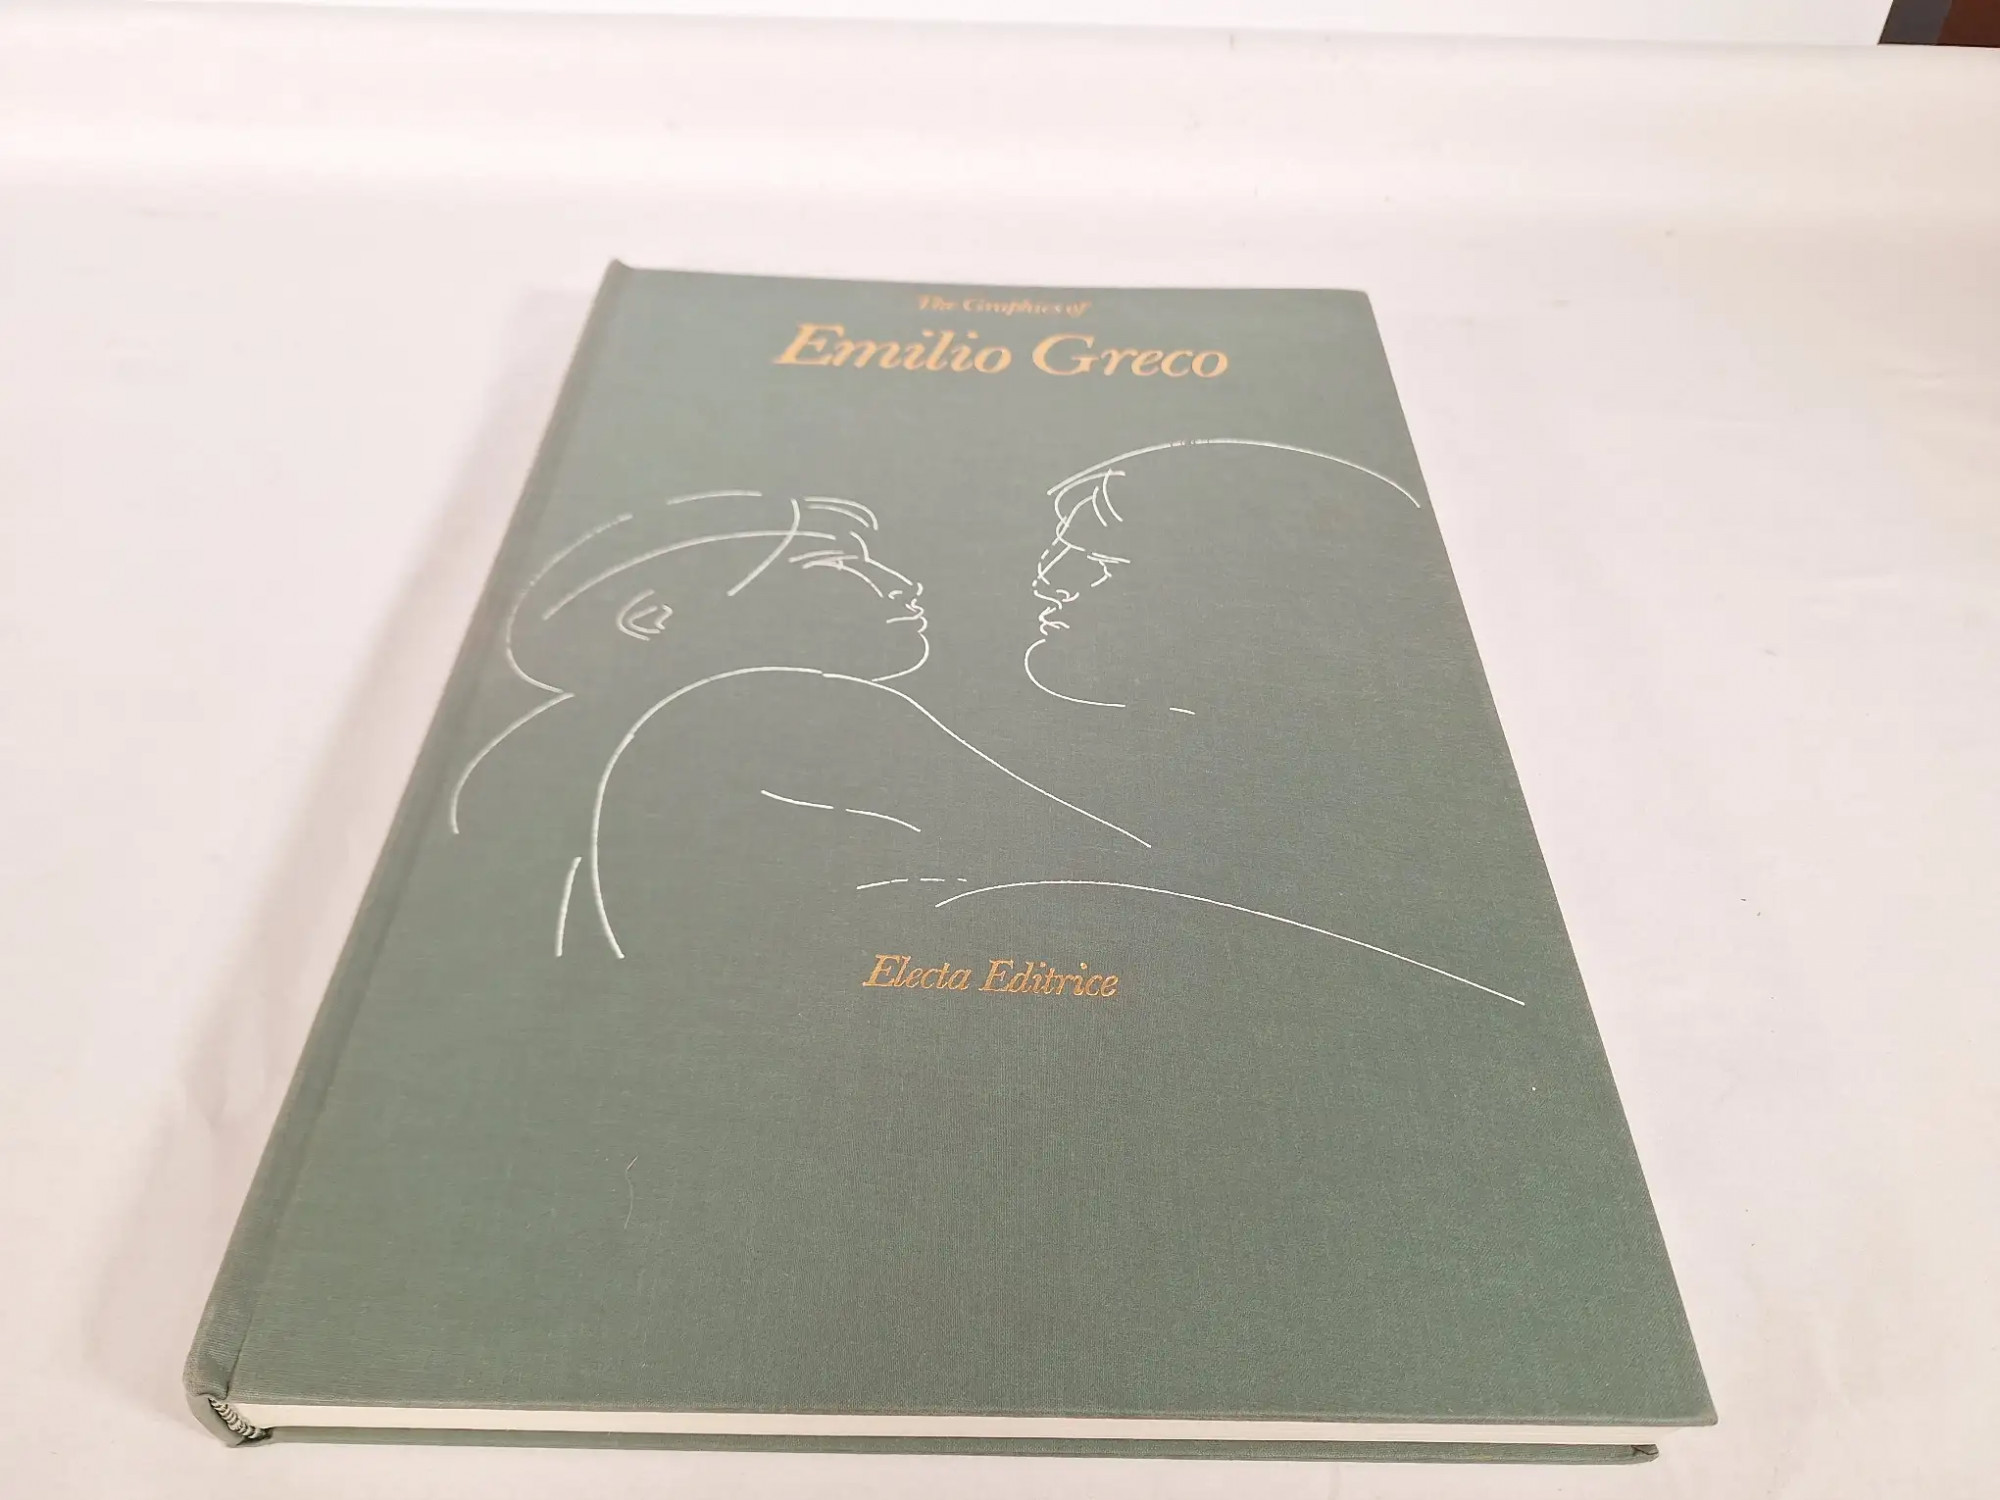 The Graphics of
Emilio Greco
Electa Editrice